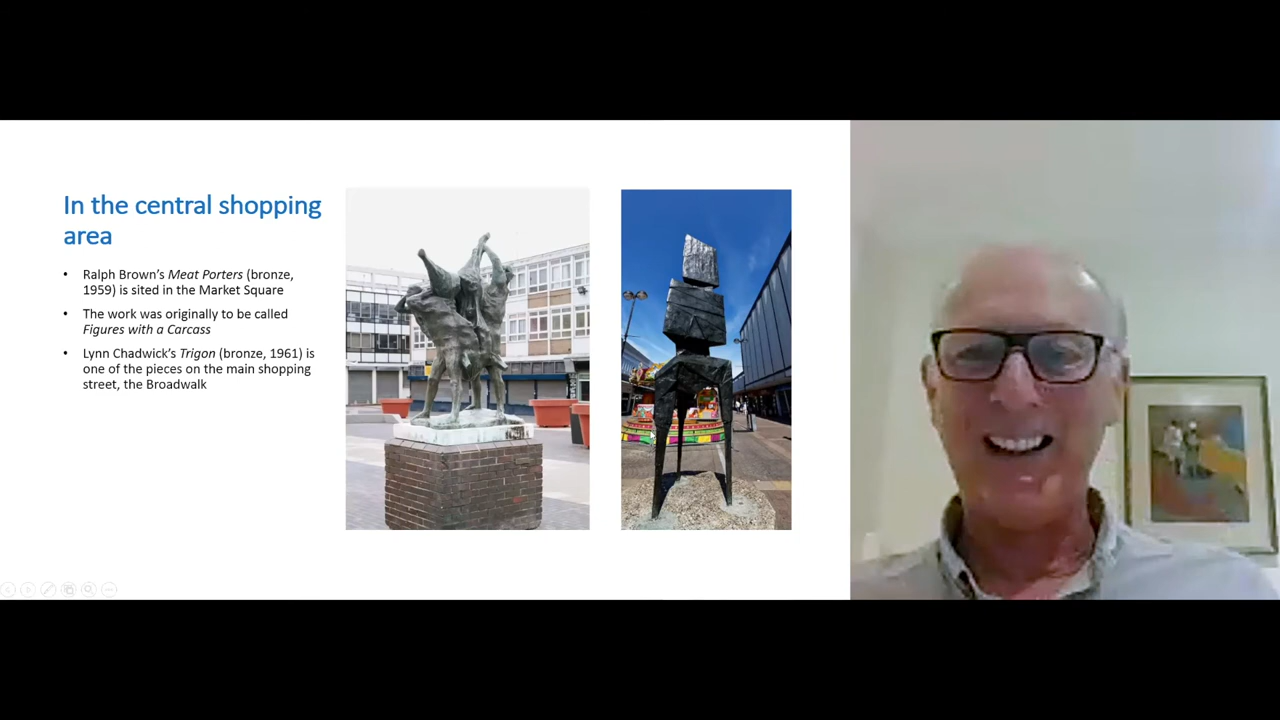 In the central shopping
area
• Ralph Brown's Meat Porters (bronze,
1959) is sited in the Market Square
• The work was originally to be called
Figures with a Carcass
• Lynn Chadwick's Trigon (bronze, 1961) is
one of the pieces on the main shopping
street, the Broadwalk